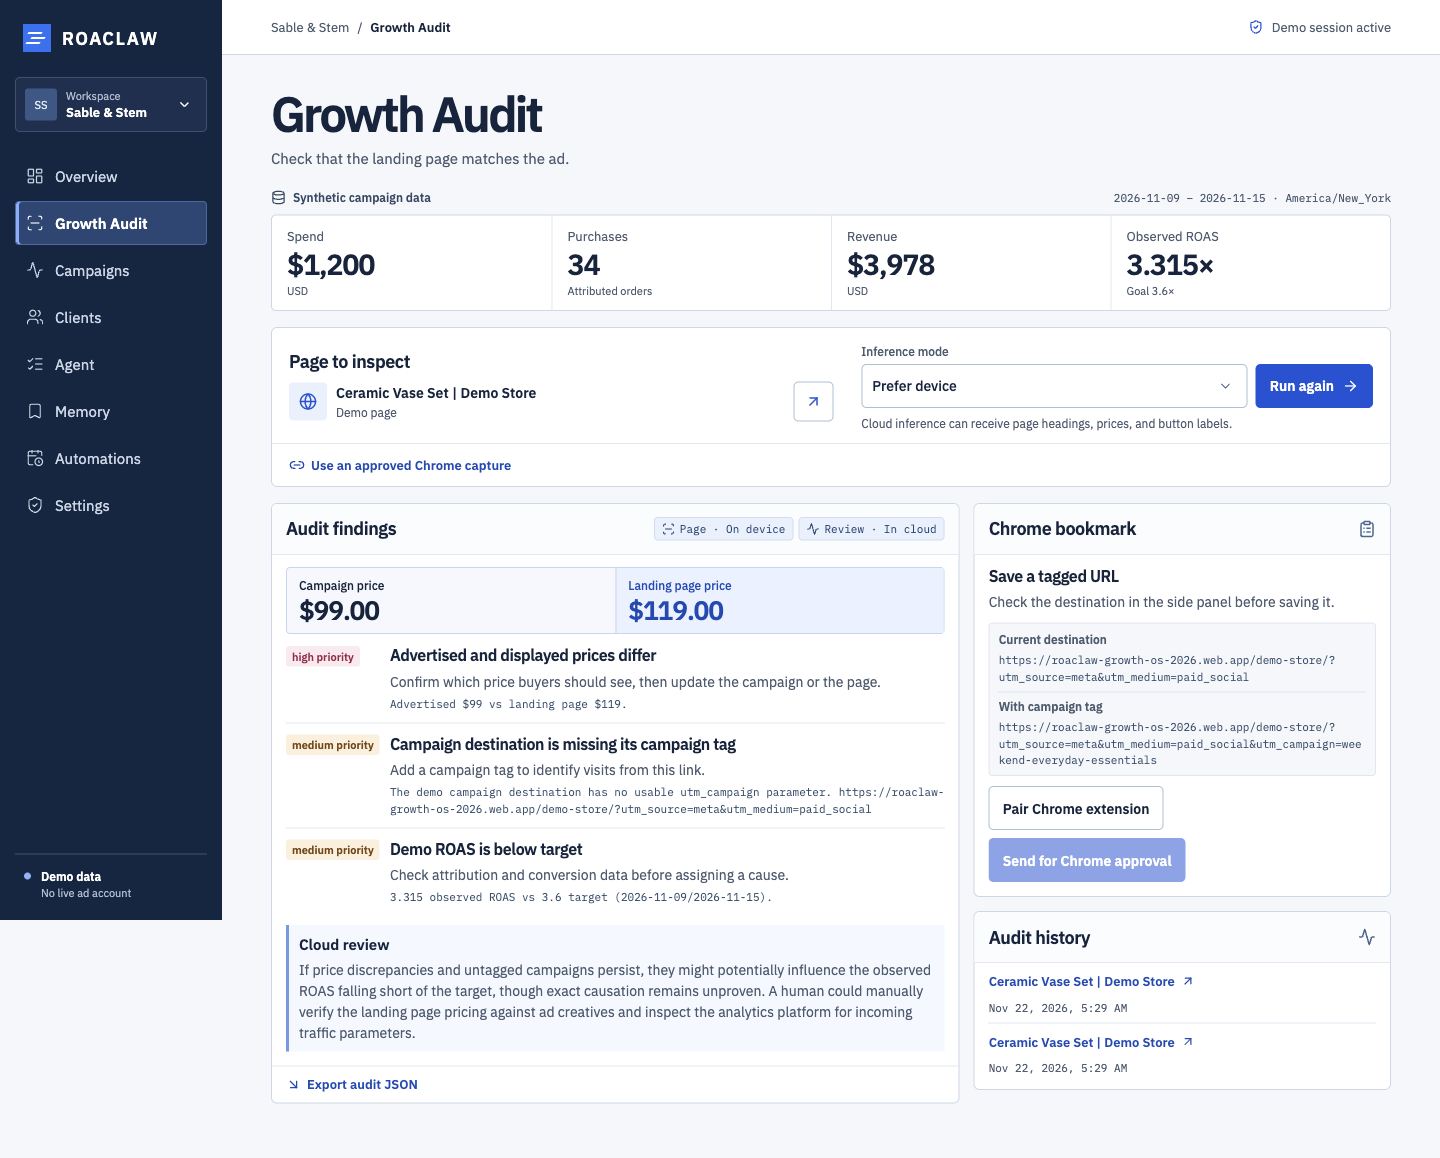 ROACLAW
SS
Workspace
Sable & Stem
Overview
Growth Audit
Campaigns
Clients
Agent
Memory
Automations
Settings
Demo data
No live ad account
Sable & Stem / Growth Audit
Demo session active
Growth Audit
Check that the landing page matches the ad.
Synthetic campaign data
2026-11-09 – 2026-11-15 · America/New_York
Spend
$1,200
USD
Purchases
34
Attributed orders
Revenue
$3,978
USD
Observed ROAS
3.315×
Goal 3.6×
Page to inspect
Ceramic Vase Set | Demo Store
Demo page
Inference mode
Prefer device
Run again
Cloud inference can receive page headings, prices, and button labels.
Use an approved Chrome capture
Audit findings
Page · On device
Review · In cloud
Campaign price
$99.00
Landing page price
$119.00
high priority
Advertised and displayed prices differ
Confirm which price buyers should see, then update the campaign or the page.
Advertised $99 vs landing page $119.
medium priority
Campaign destination is missing its campaign tag
Add a campaign tag to identify visits from this link.
The demo campaign destination has no usable utm_campaign parameter. https://roaclaw-
growth-os-2026.web.app/demo-store/?utm_source=meta&utm_medium=paid_social
medium priority
Demo ROAS is below target
Check attribution and conversion data before assigning a cause.
3.315 observed ROAS vs 3.6 target (2026-11-09/2026-11-15).
Cloud review
If price discrepancies and untagged campaigns persist, they might potentially influence the observed
ROAS falling short of the target, though exact causation remains unproven. A human could manually
verify the landing page pricing against ad creatives and inspect the analytics platform for incoming
traffic parameters.
Export audit JSON
Chrome bookmark
Save a tagged URL
Check the destination in the side panel before saving it.
Current destination
https://roaclaw-growth-os-2026.web.app/demo-store/?
utm_source=meta&utm_medium=paid_social
With campaign tag
https://roaclaw-growth-os-2026.web.app/demo-store/?
utm_source=meta&utm_medium=paid_social&utm_campaign=wee
kend-everyday-essentials
Pair Chrome extension
Send for Chrome approval
Audit history
Ceramic Vase Set | Demo Store
Nov 22, 2026, 5:29 AM
Ceramic Vase Set | Demo Store
Nov 22, 2026, 5:29 AM